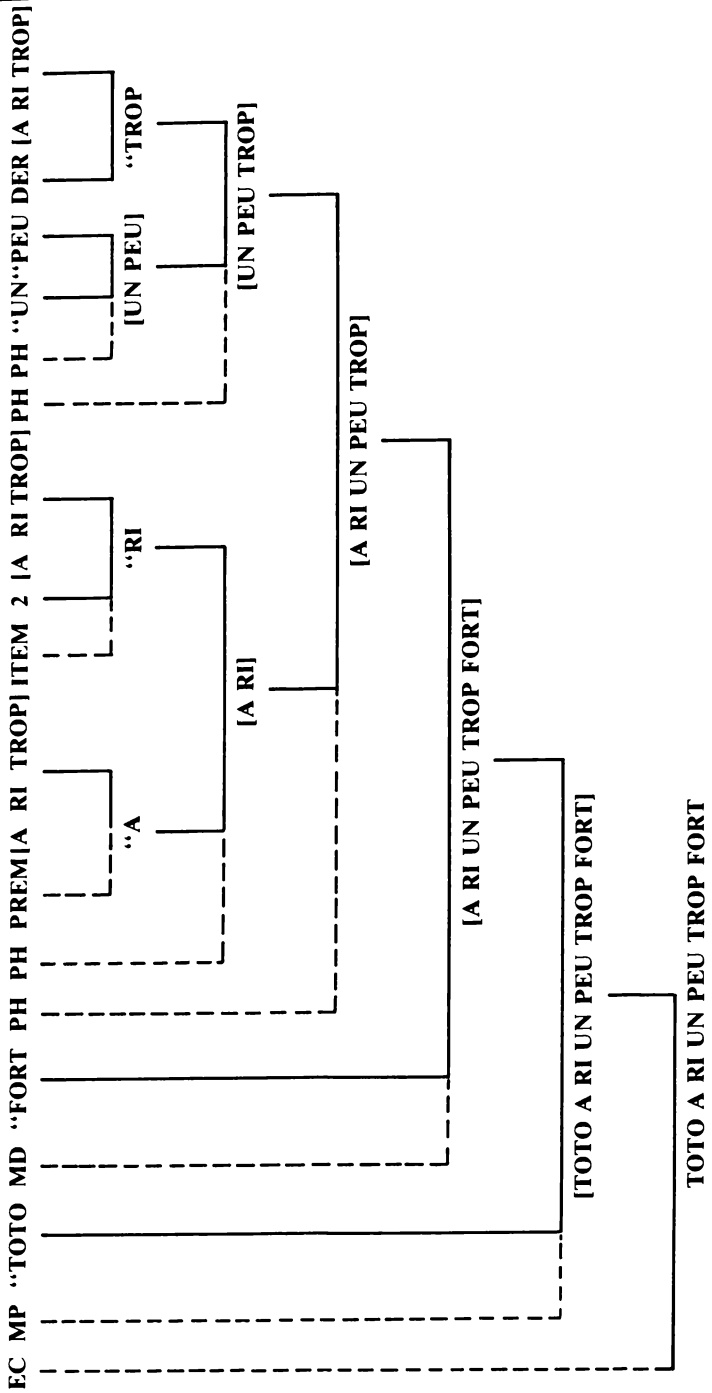 EC MP “TOTO MD “FORT PH PH PREM[A RI TROP] ITEM 2 [A RI TROP] PH PH “UN“PEU DER [A RI TROP]
“A
“RI
[UN PEU]
“TROP
[A RI]
[UN PEU TROP]
[A RI UN PEU TROP]
[A RI UN PEU TROP FORT]
[TOTO A RI UN PEU TROP FORT]
TOTO A RI UN PEU TROP FORT